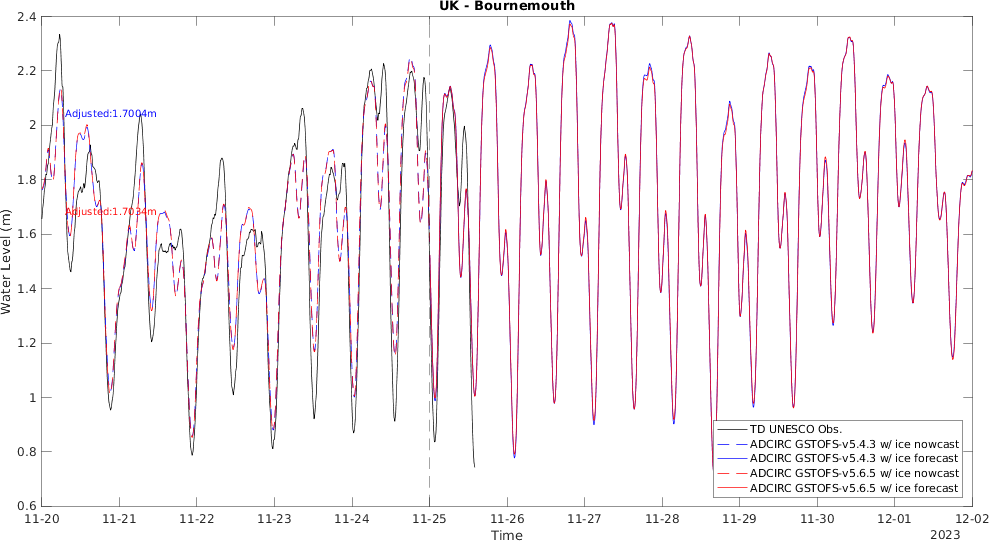 UK - Bournemouth
Water Level (m)
2.4
2.2
2
1.8
1.6
1.4
1.2
1
0.8
0.6
Adjusted:1.7004m
Adjusted:1.7034m
TD UNESCO Obs.
ADCIRC GSTOFS-v5.4.3 w/ ice nowcast
ADCIRC GSTOFS-v5.4.3 w/ ice forecast
ADCIRC GSTOFS-v5.6.5 w/ ice nowcast
ADCIRC GSTOFS-v5.6.5 w/ ice forecast
11-20 11-21 11-22 11-23 11-24 11-25 11-26 11-27 11-28 11-29 11-30 12-01 12-02
Time
2023